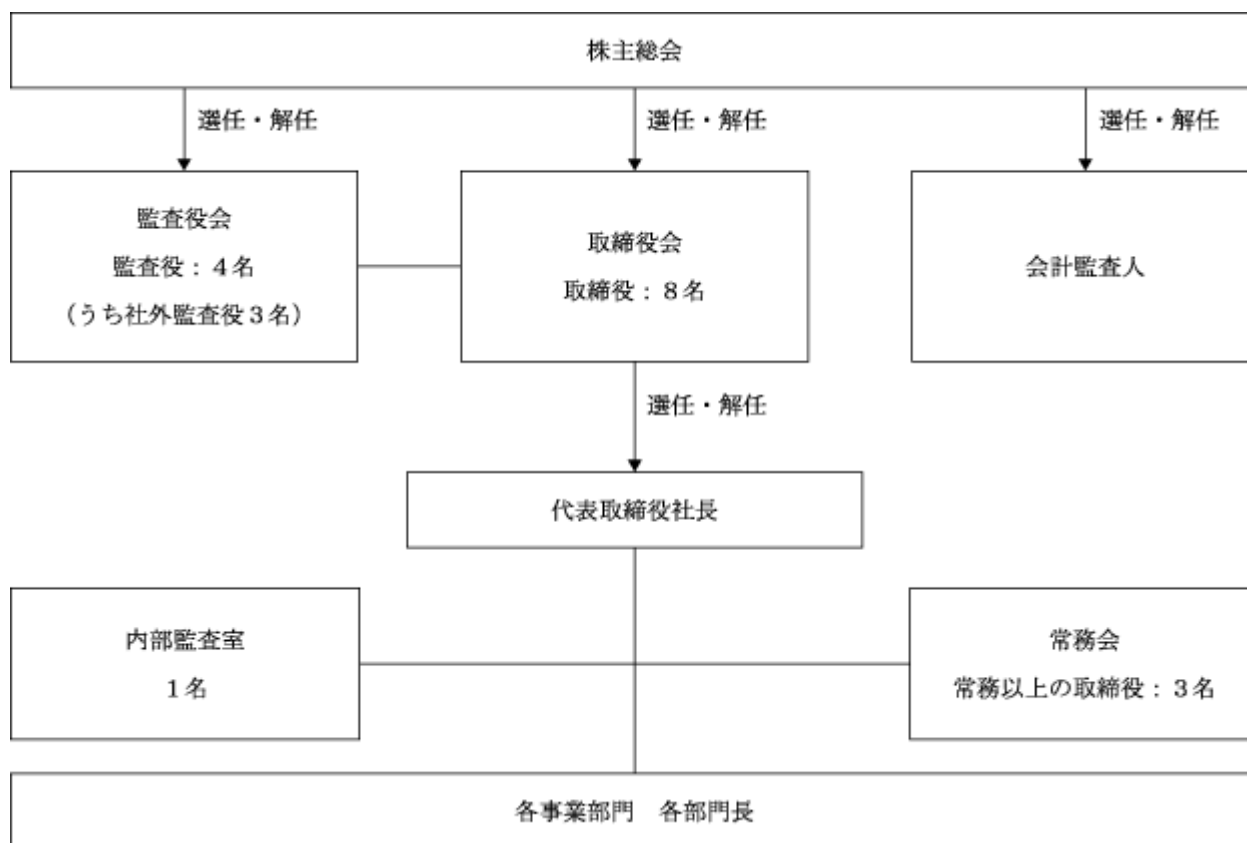 株主総会
選任・解任
選任・解任
選任・解任
監査役会
監査役：４名
（うち社外監査役３名）
取締役会
取締役：８名
会計監査人
選任・解任
代表取締役社長
内部監査室
１名
常務会
常務以上の取締役：３名
各事業部門　各部門長